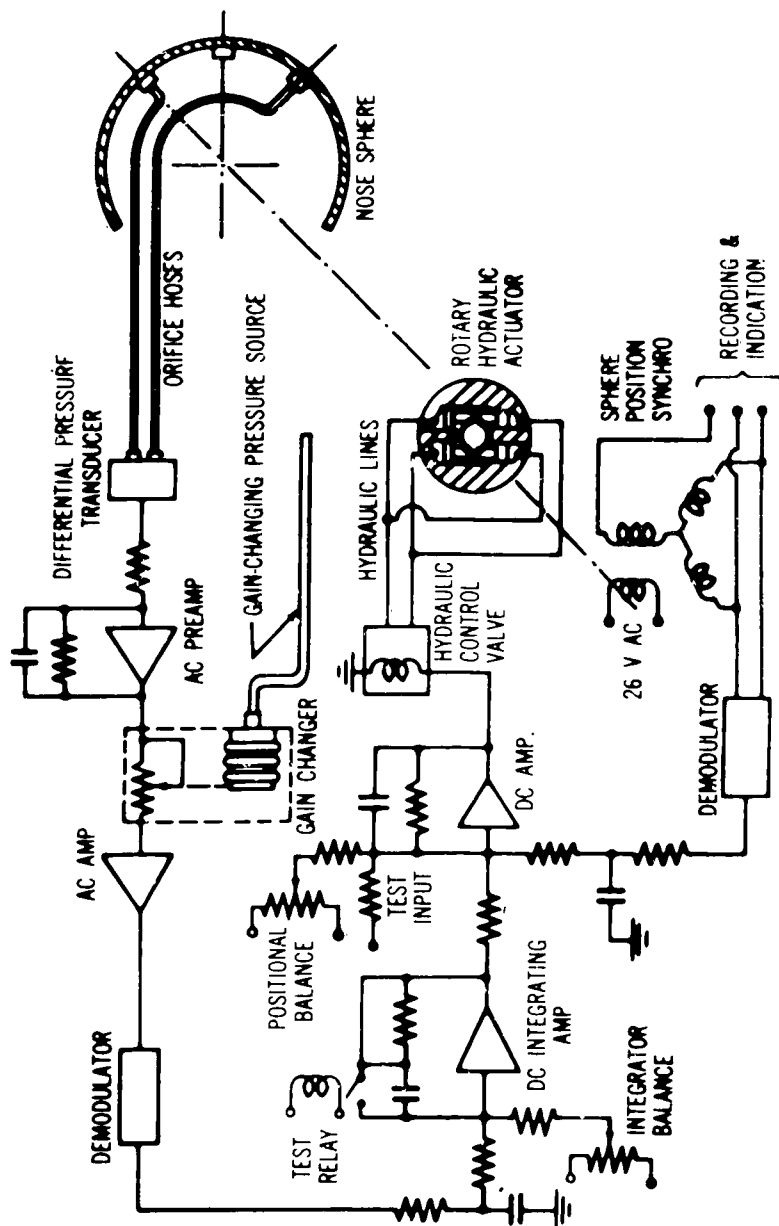 DEMODULATOR
AC AMP
GAIN CHANGER
AC PREAMP
DIFFERENTIAL PRESSURF
TRANSDUCER
ORIFICE HOSES
GAIN-CHANGING PRESSURE SOURCE
NOSE SPHERE
TEST
RELAY
POSITIONAL BALANCE
TEST
INPUT
DC INTEGRATING
AMP
INTEGRATOR
BALANCE
DC AMP.
HYDRAULIC
CONTROL
VALVE
HYDRAULIC LINES
ROTARY
HYDRAULIC
ACTUATOR
26 V AC
SPHERE
POSITION
SYNCHRO
DEMODULATOR
RECORDING &
INDICATION